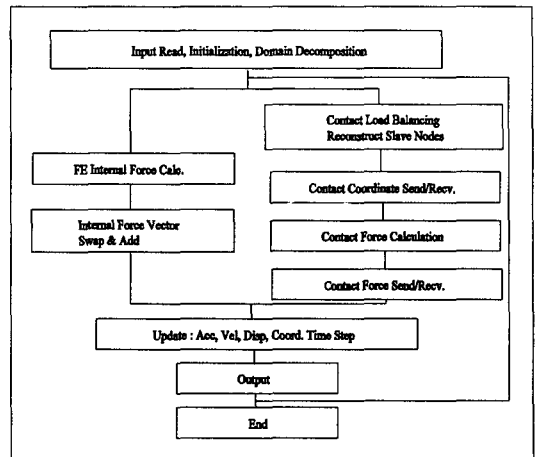 Input Read, Initialization, Domain Decomposition
Contact Load Balancing
Reconstruct Slave Nodes
FE Internal Force Calc.
Contact Coordinate Send/Recv.
Internal Force Vector
Swap & Add
Contact Force Calculation
Contact Force Send/Recv.
Update : Acc, Vel, Disp, Coord. Time Step
Output
End